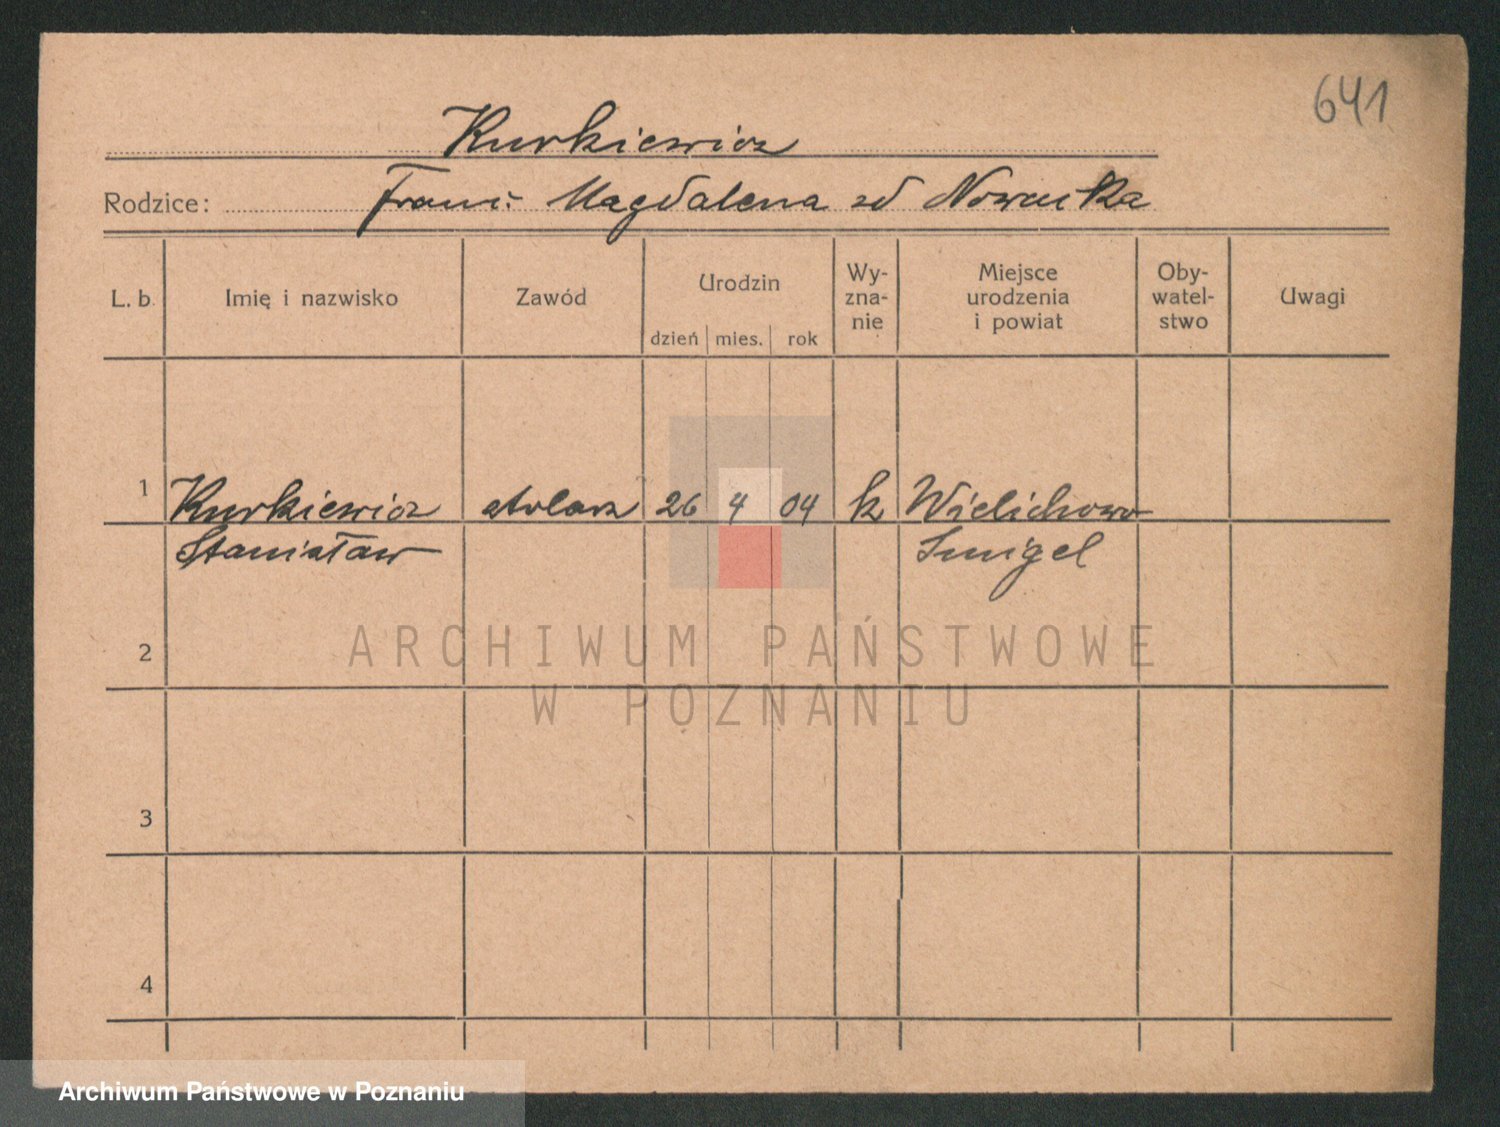 641
Kurkiewicz
Rodzice: Franc. Magdalena zd Nowacka
L. b. Imię i nazwisko Zawód Urodzin dzień mies. rok Wy-
zna-
nie Miejsce
urodzenia
i powiat Oby-
watel-
stwo Uwagi
1 Kurkiewicz stolarz 26 4 04 k Wielichowo
Stanisław Smigel
2
3
4
ARCHIWUM PAŃSTWOWE
W POZNANIU
Archiwum Państwowe w Poznaniu